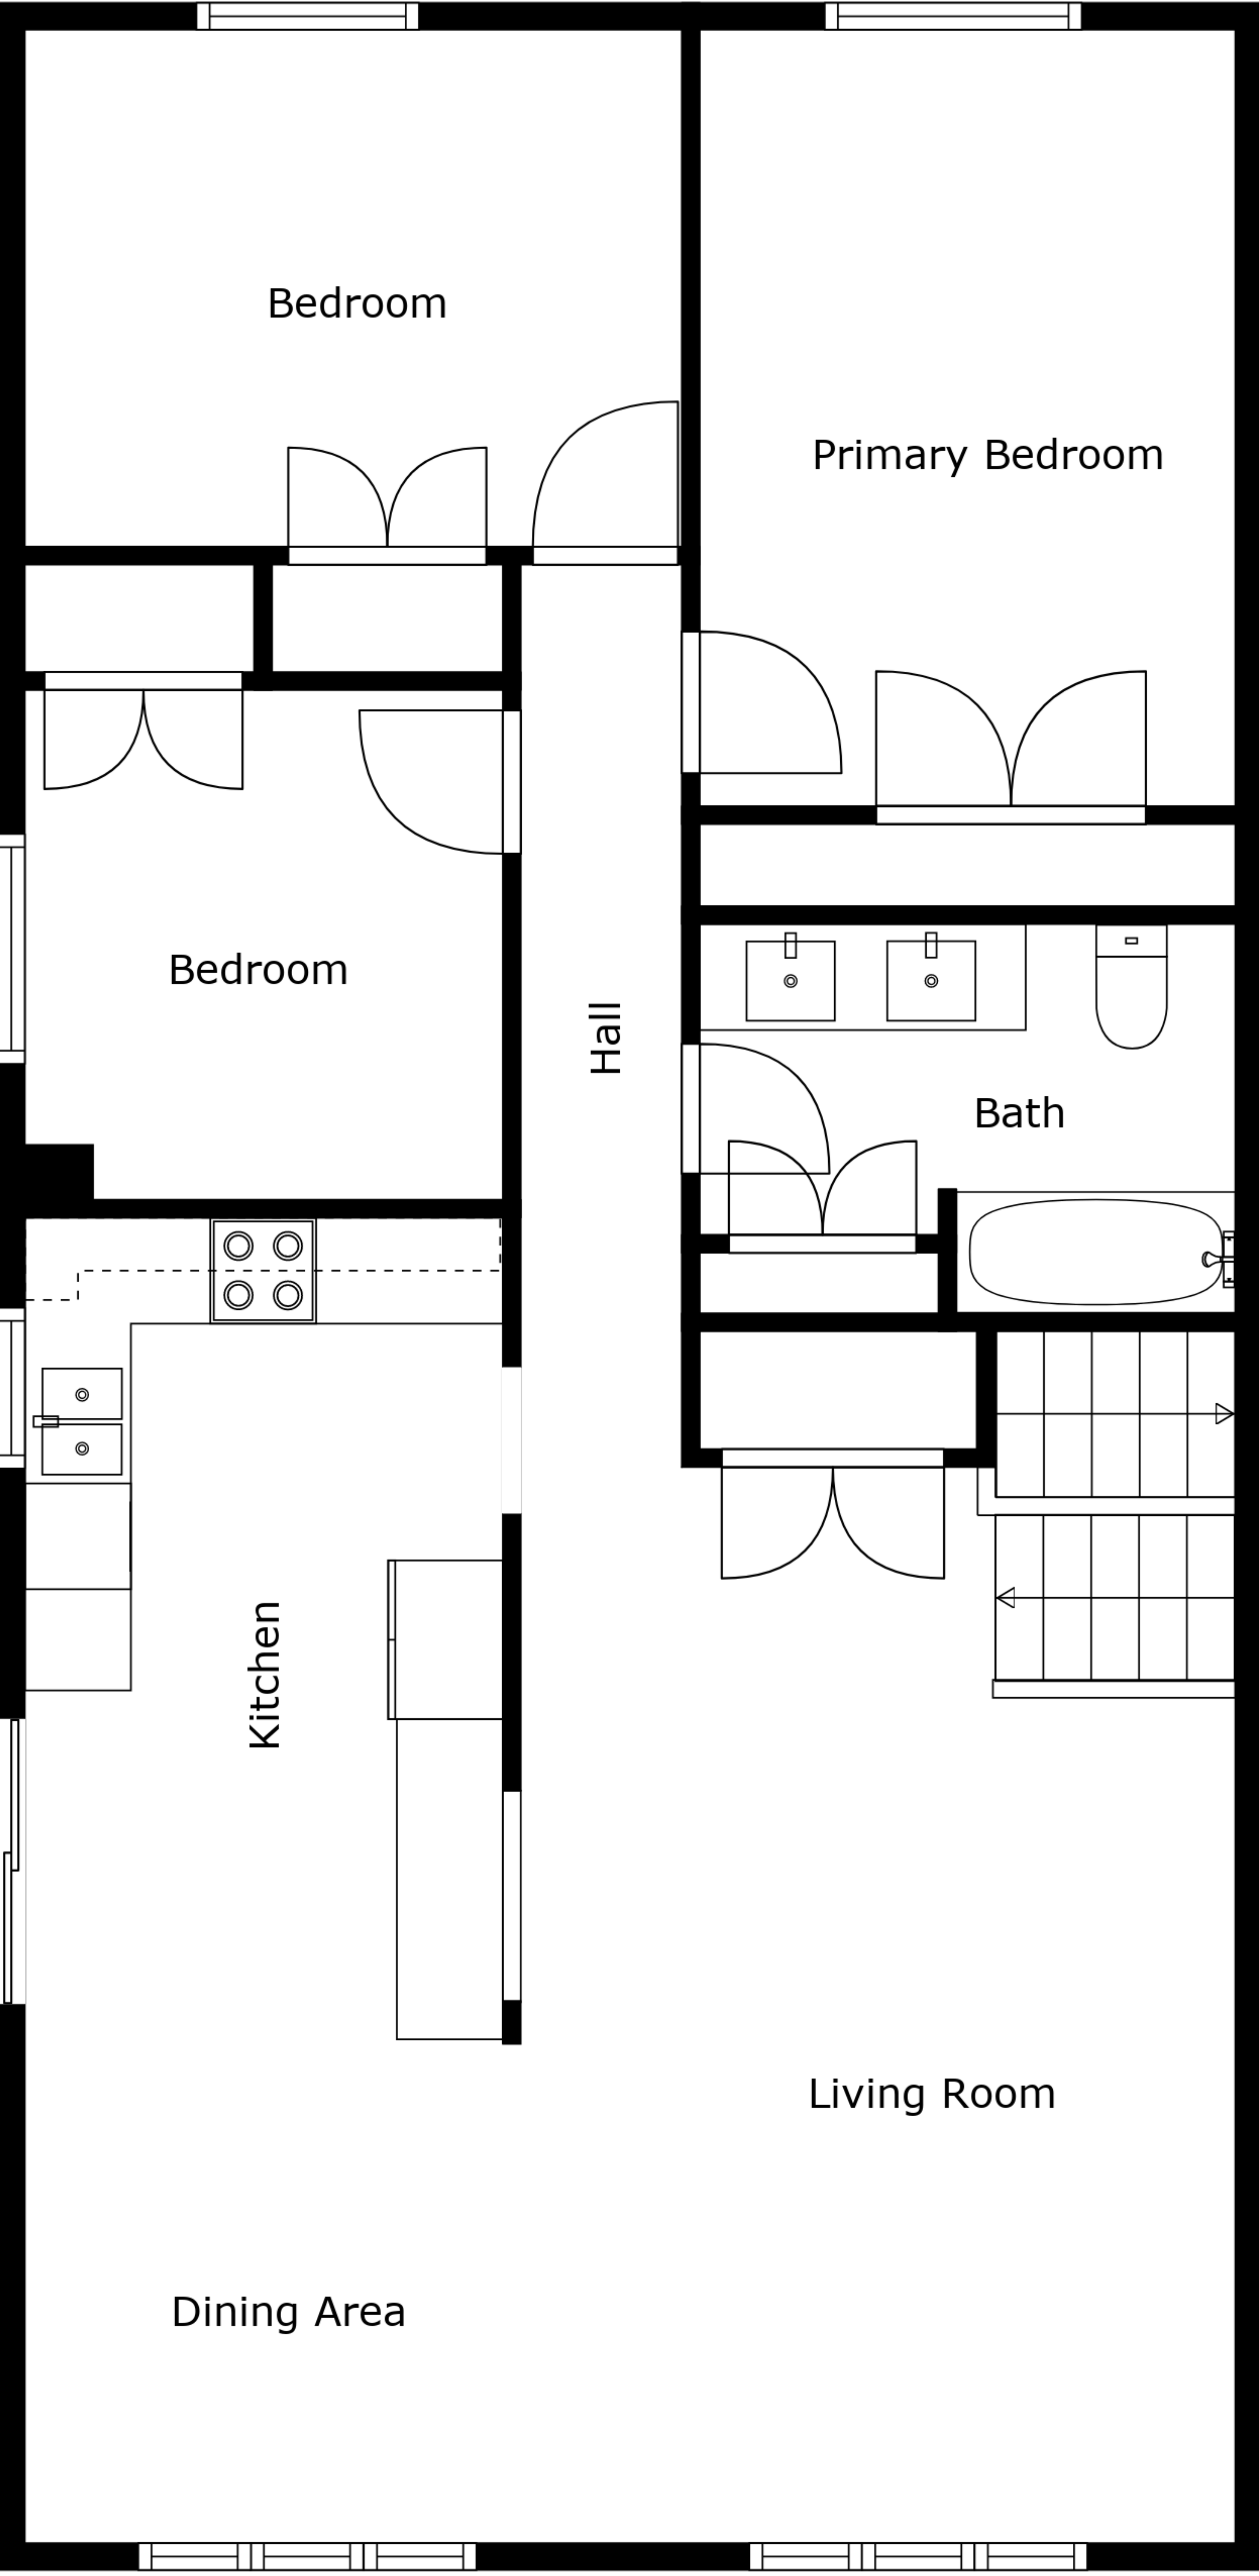 Bedroom
Primary Bedroom
Bedroom
Hall
Bath
Kitchen
Living Room
Dining Area